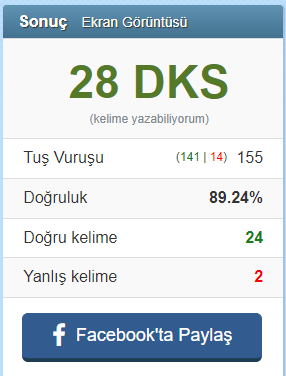 Sonuç Ekran Görüntüsü
28 DKS
(kelime yazabiliyorum)
Tuş Vuruşu (141 | 14) 155
Doğruluk 89.24%
Doğru kelime 24
Yanlış kelime 2
Facebook'ta Paylaş